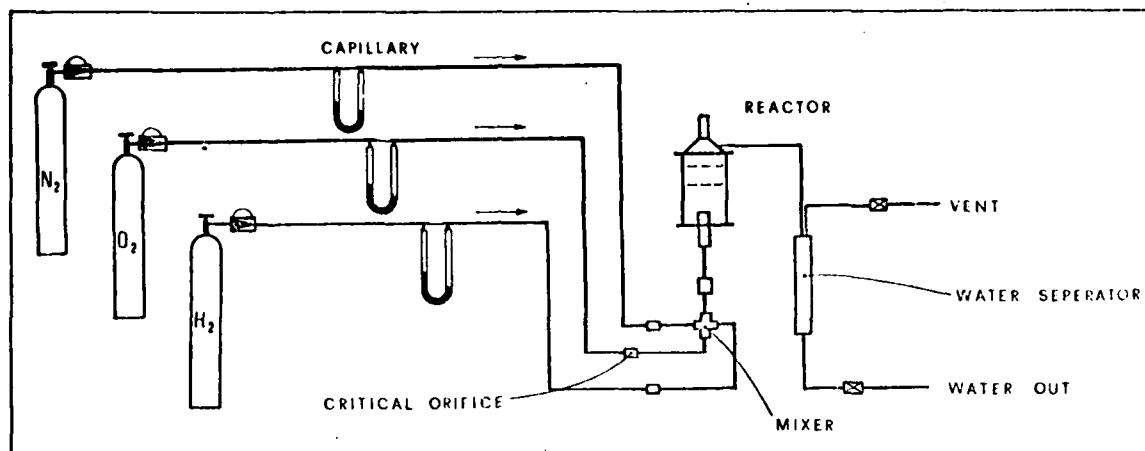 CAPILLARY
REACTOR
N2
O2
H2
VENT
WATER SEPERATOR
WATER OUT
CRITICAL ORIFICE
MIXER